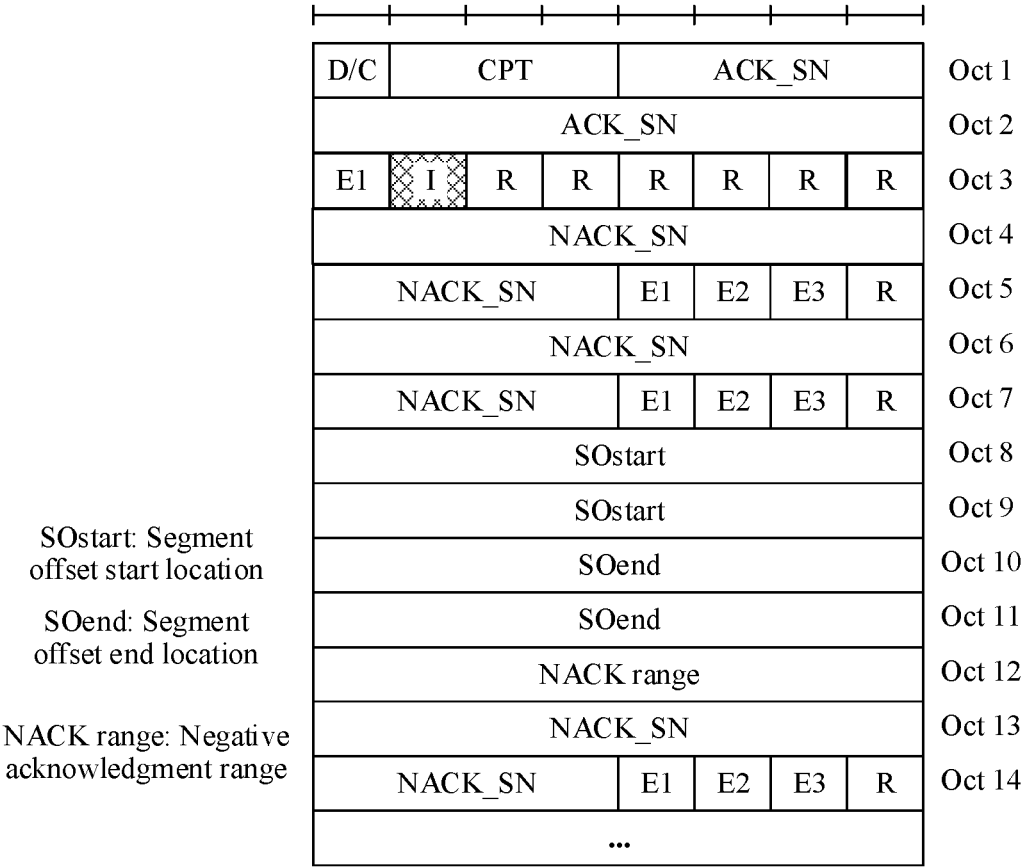 D/C CPT ACK_SN Oct 1
ACK_SN Oct 2
E1 I R R R R R R Oct 3
NACK_SN Oct 4
NACK_SN E1 E2 E3 R Oct 5
NACK_SN Oct 6
NACK_SN E1 E2 E3 R Oct 7
SOstart Oct 8
SOstart Oct 9
SOend Oct 10
SOend Oct 11
NACK range Oct 12
NACK_SN Oct 13
NACK_SN E1 E2 E3 R Oct 14
...
SOstart: Segment
offset start location
SOend: Segment
offset end location
NACK range: Negative
acknowledgment range